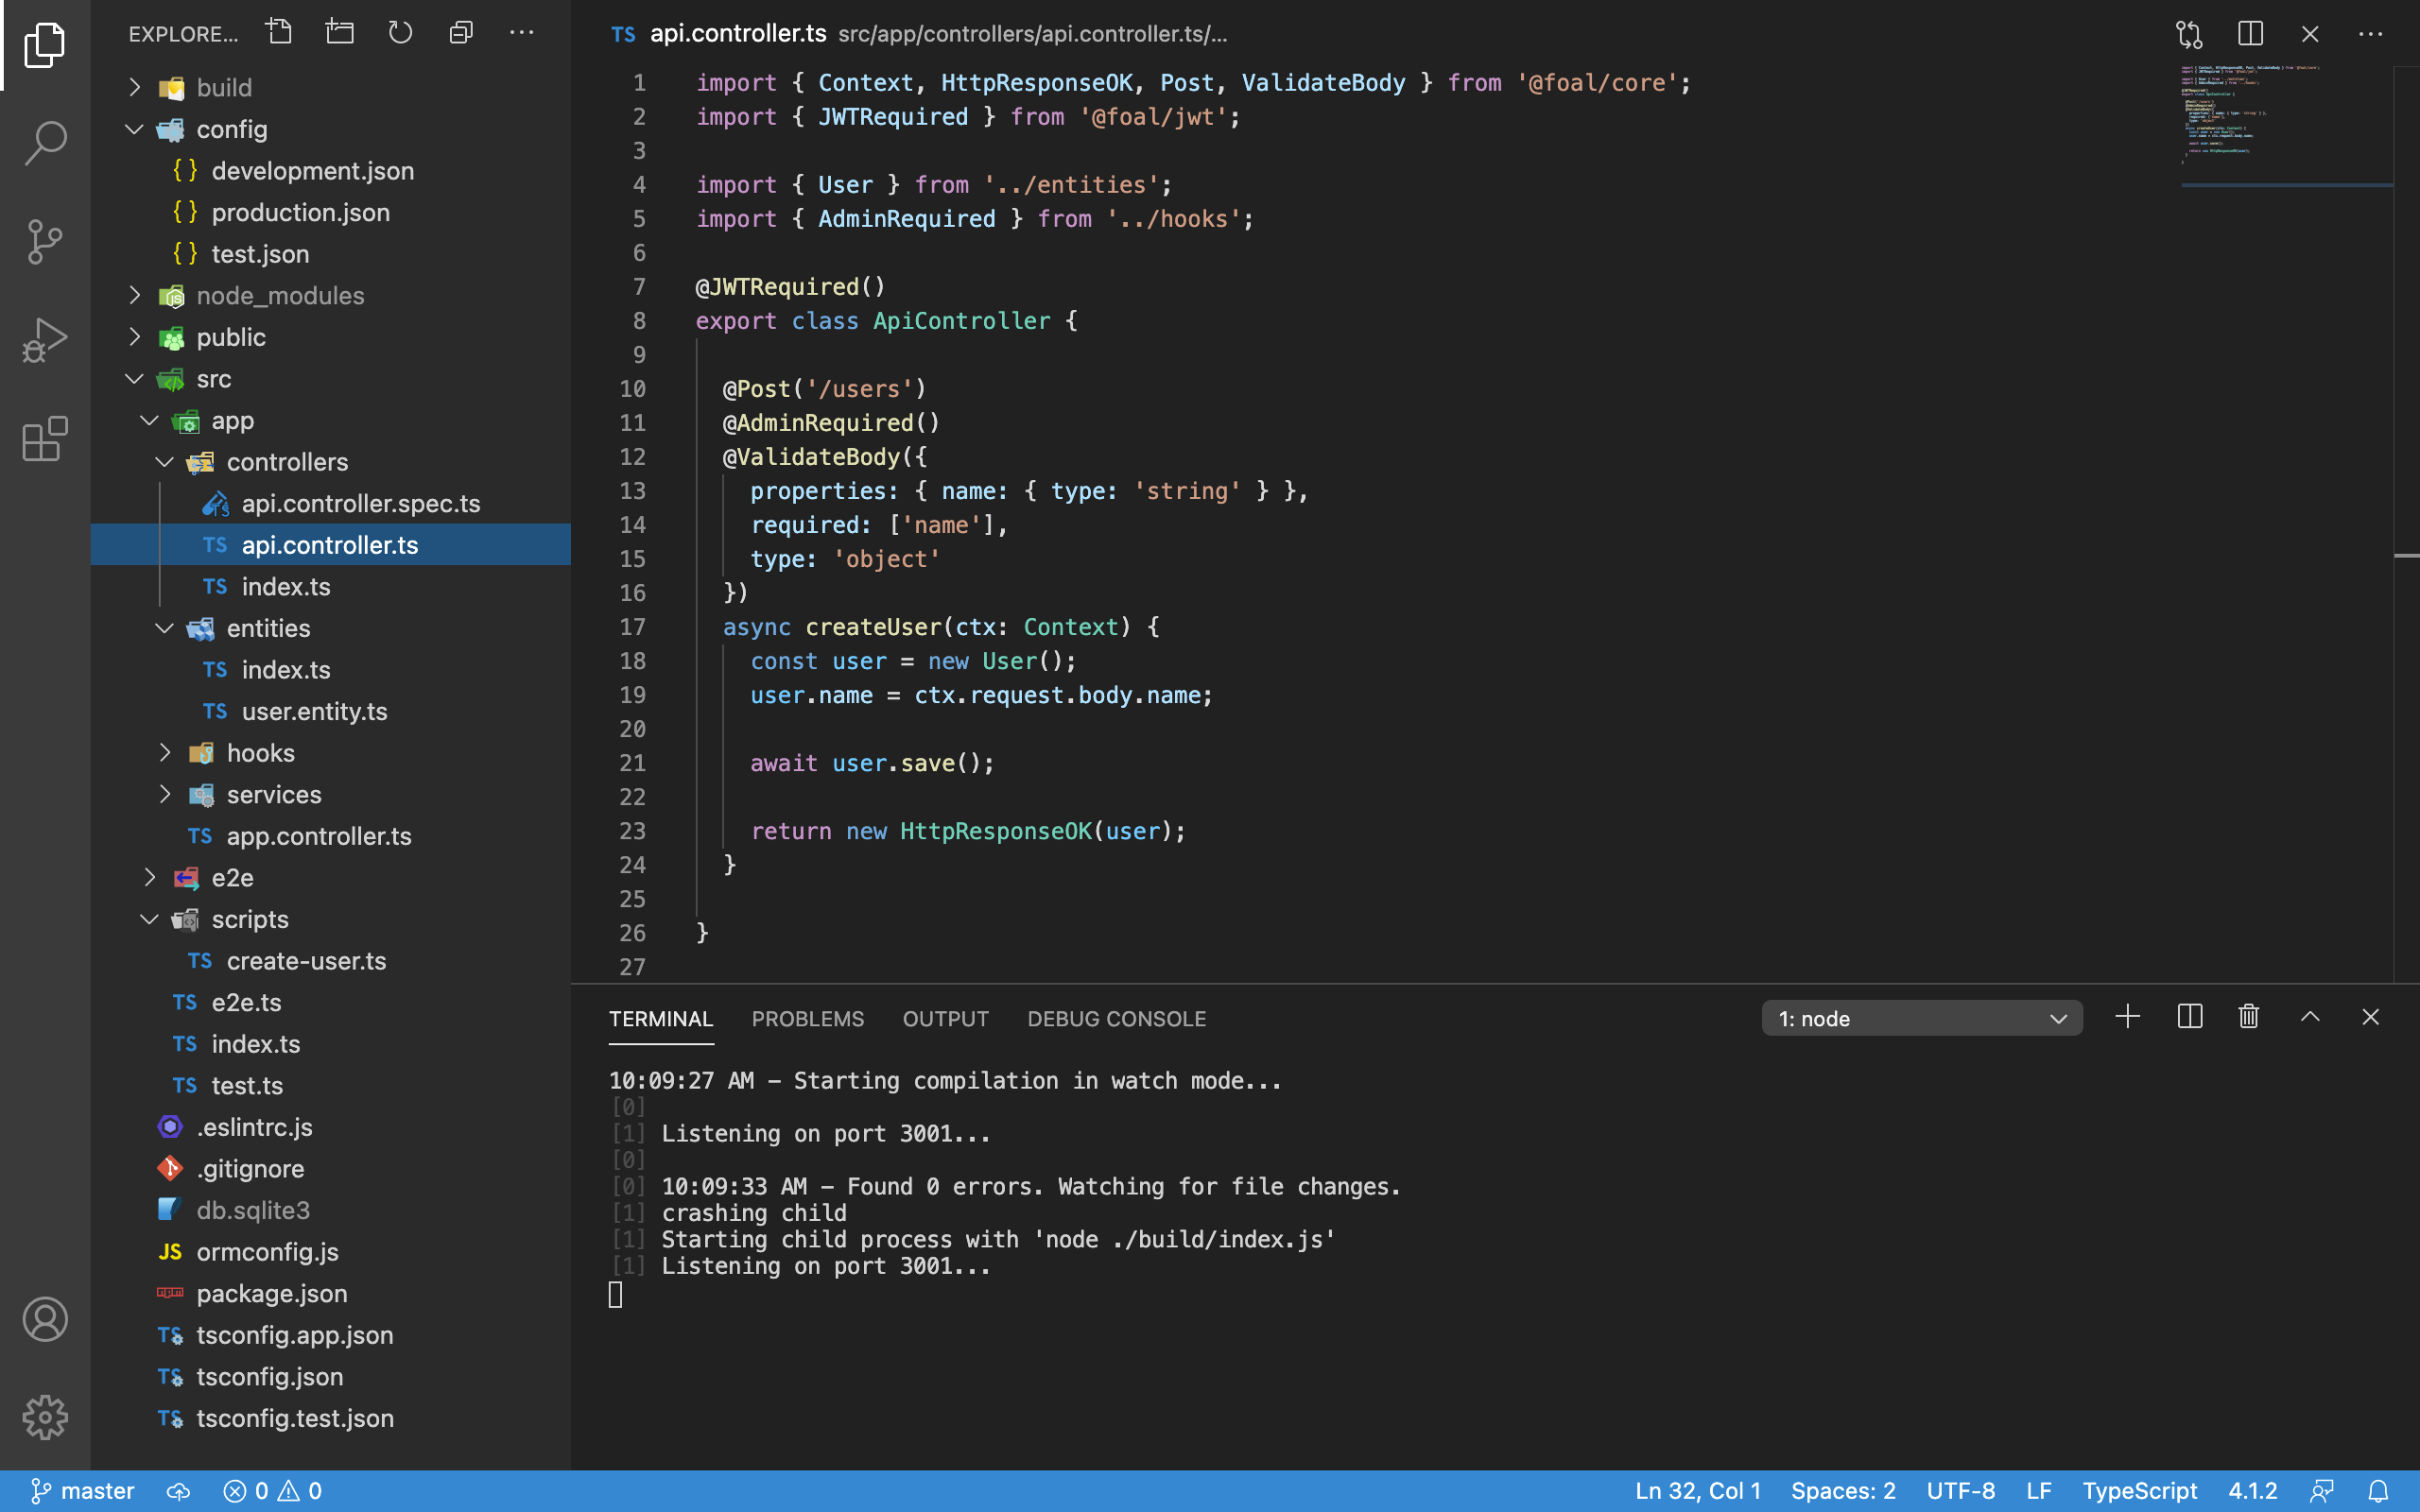 EXPLORE...
build
config
{ } development.json
{ } production.json
{ } test.json
node_modules
public
src
app
controllers
TS api.controller.spec.ts
TS api.controller.ts
TS index.ts
entities
TS index.ts
TS user.entity.ts
hooks
services
TS app.controller.ts
e2e
scripts
TS create-user.ts
TS e2e.ts
TS index.ts
TS test.ts
.eslintrc.js
.gitignore
db.sqlite3
JS ormconfig.js
package.json
TS tsconfig.app.json
TS tsconfig.json
TS tsconfig.test.json
TS api.controller.ts src/app/controllers/api.controller.ts/...
1 import { Context, HttpResponseOK, Post, ValidateBody } from '@foal/core';
2 import { JWTRequired } from '@foal/jwt';
3
4 import { User } from '../entities';
5 import { AdminRequired } from '../hooks';
6
7 @JWTRequired()
8 export class ApiController {
9
10 @Post('/users')
11 @AdminRequired()
12 @ValidateBody({
13 properties: { name: { type: 'string' } },
14 required: ['name'],
15 type: 'object'
16 })
17 async createUser(ctx: Context) {
18 const user = new User();
19 user.name = ctx.request.body.name;
20
21 await user.save();
22
23 return new HttpResponseOK(user);
24 }
25
26 }
27
TERMINAL PROBLEMS OUTPUT DEBUG CONSOLE 1: node
10:09:27 AM – Starting compilation in watch mode...
[0]
[1] Listening on port 3001...
[0]
[0] 10:09:33 AM – Found 0 errors. Watching for file changes.
[1] crashing child
[1] Starting child process with 'node ./build/index.js'
[1] Listening on port 3001...
master 0 0 Ln 32, Col 1 Spaces: 2 UTF-8 LF TypeScript 4.1.2